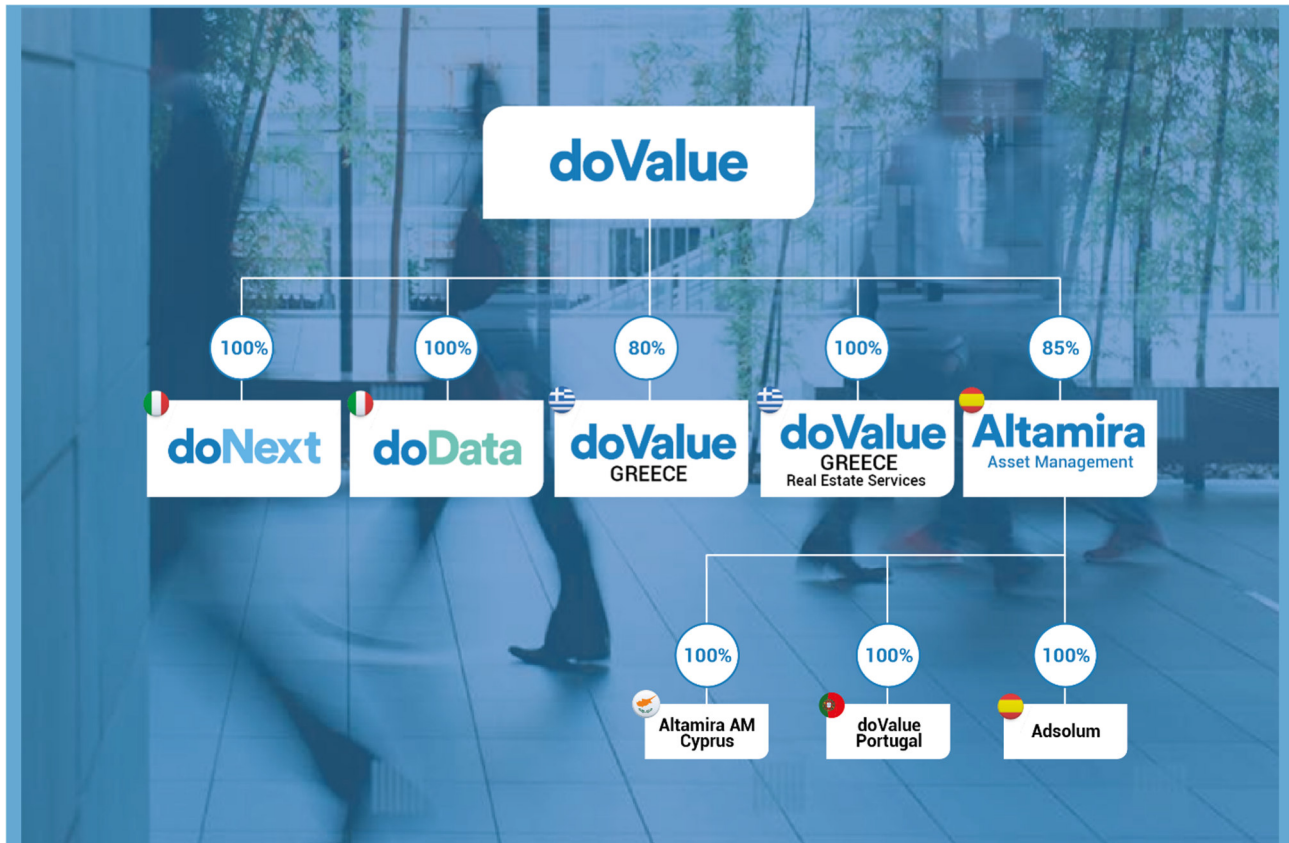 doValue
100%
100%
80%
100%
85%
doNext
doData
doValue
GREECE
doValue
GREECE
Real Estate Services
Altamira
Asset Management
100%
100%
100%
Altamira AM
Cyprus
doValue
Portugal
Adsolum